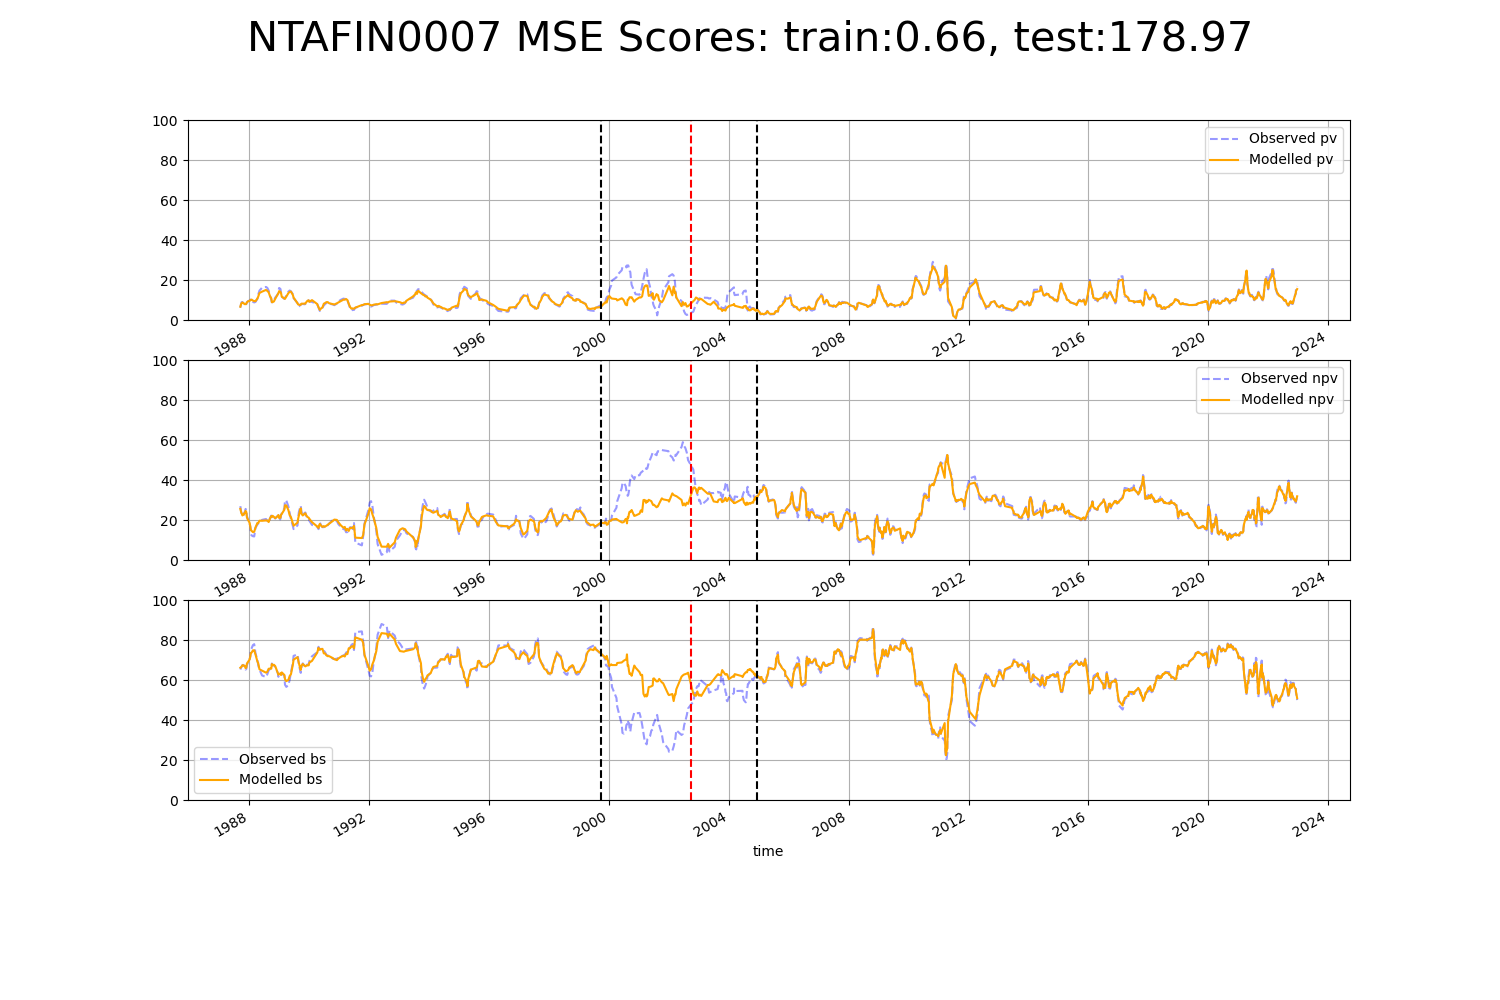 NTAFIN0007 MSE Scores: train:0.66, test:178.97
100
80
60
40
20
0
Observed pv
Modelled pv
1988 1992 1996 2000 2004 2008 2012 2016 2020 2024
100
80
60
40
20
0
Observed npv
Modelled npv
1988 1992 1996 2000 2004 2008 2012 2016 2020 2024
100
80
60
40
20
0
Observed bs
Modelled bs
1988 1992 1996 2000 2004 2008 2012 2016 2020 2024
time